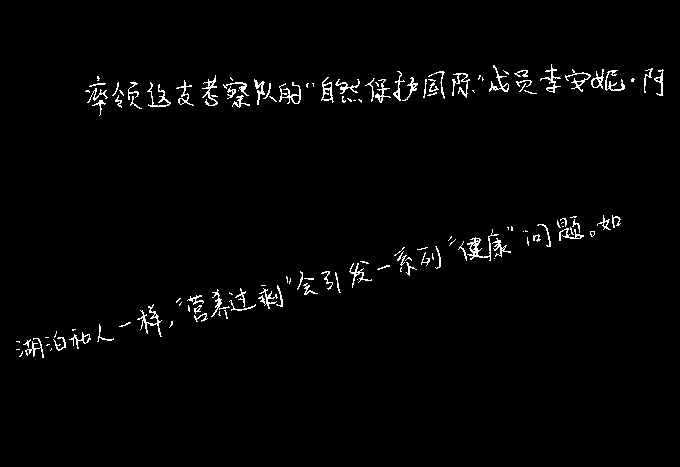 率领这支考察队的“自然保护国际”成员李安妮·阿
湖泊和人一样，“营养过剩”会引发一系列“健康”问题。如